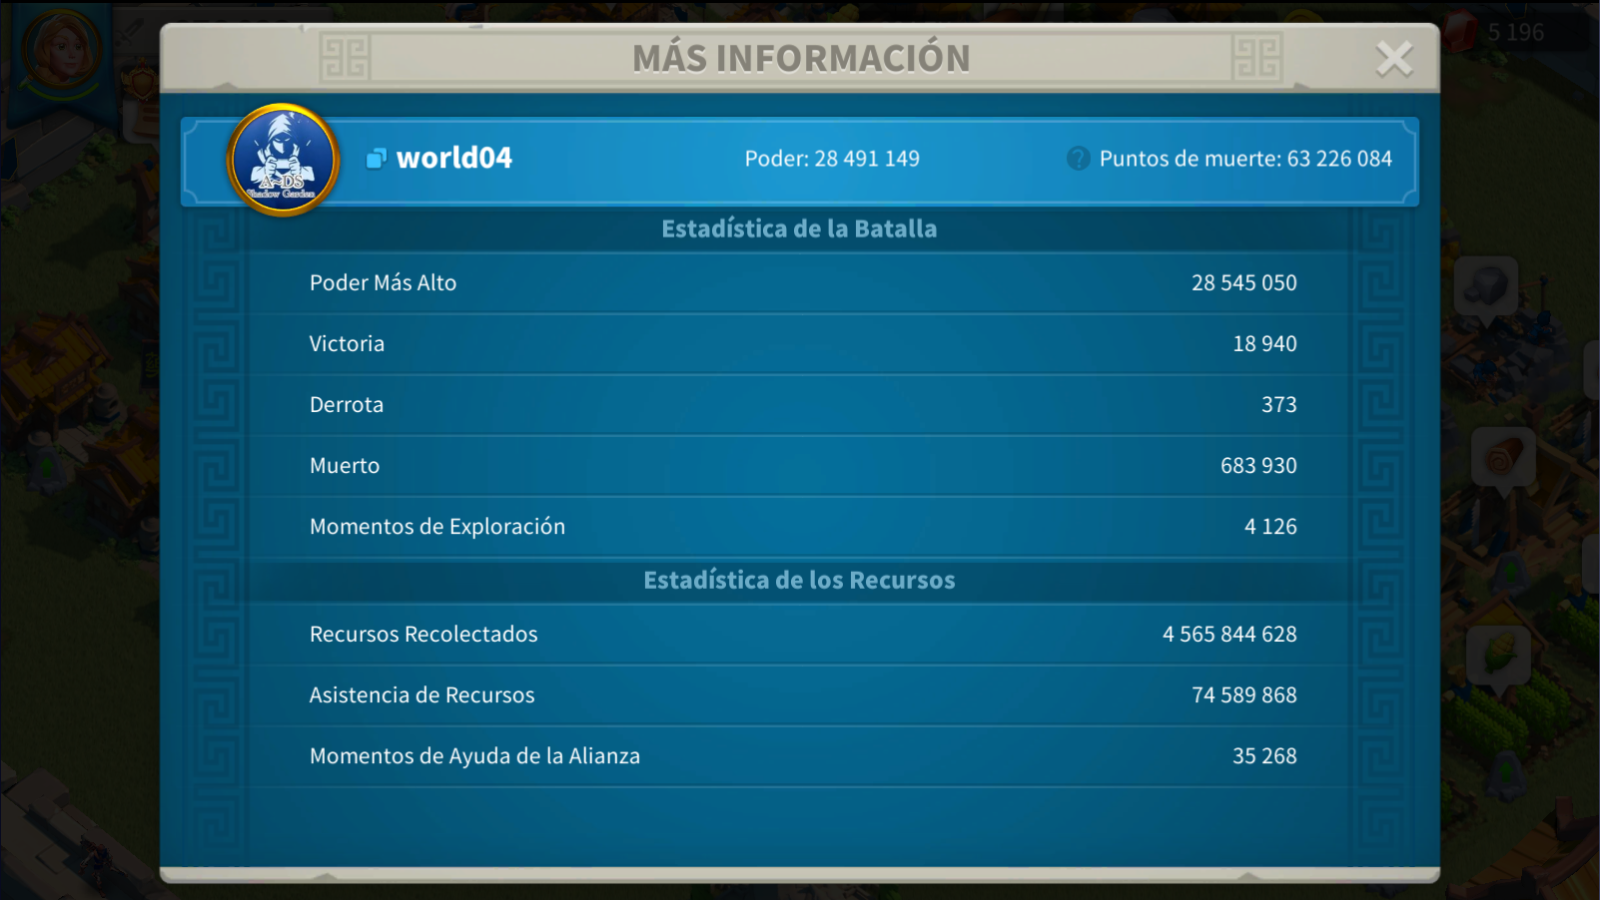 MÁS INFORMACIÓN
5 196
world04
Poder: 28 491 149
? Puntos de muerte: 63 226 084
A-DS
Shadow Garden
Estadística de la Batalla
Poder Más Alto 28 545 050
Victoria 18 940
Derrota 373
Muerto 683 930
Momentos de Exploración 4 126
Estadística de los Recursos
Recursos Recolectados 4 565 844 628
Asistencia de Recursos 74 589 868
Momentos de Ayuda de la Alianza 35 268